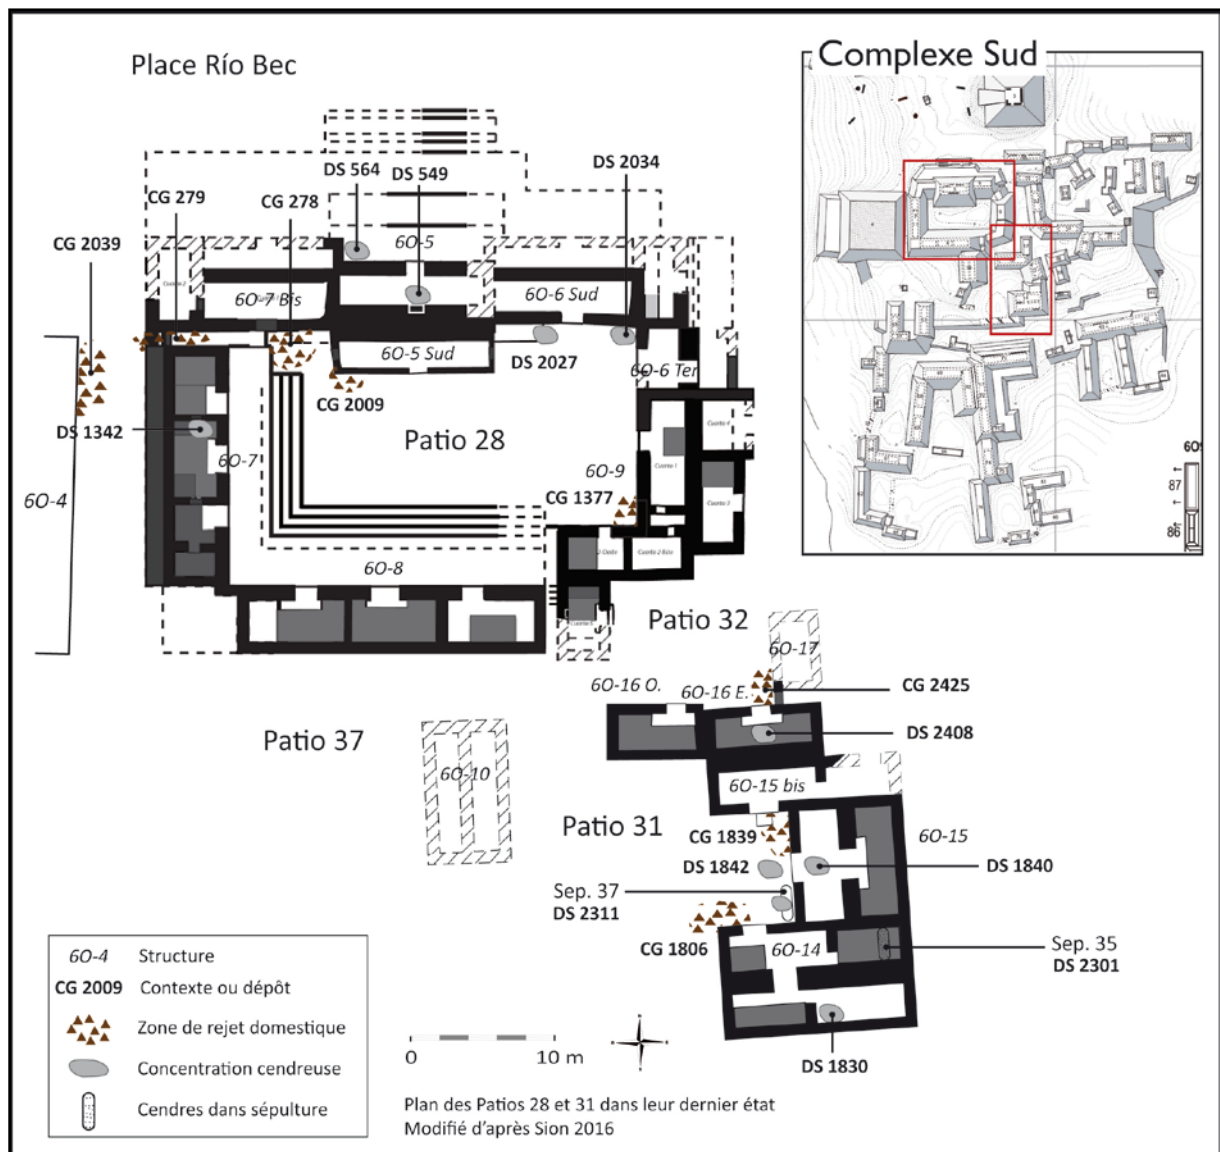 Place Río Bec
Complexe Sud
DS 564
DS 549
DS 2034
CG 279
CG 278
CG 2039
6O-5
6O-7 Bis
6O-6 Sud
6O-5 Sud
DS 2027
6O-6 Ter
CG 2009
Cuarto 4
DS 1342
Patio 28
6O-7
Cuarto 1
6O-9
6O-4
CG 1377
Cuarto 3
6O-8
Patio 32
6O-17
6O-16 O.
6O-16 E.
CG 2425
DS 2408
Patio 37
6O-10
6O-15 bis
Patio 31
CG 1839
6O-15
DS 1842
DS 1840
Sep. 37
DS 2311
CG 1806
6O-14
Sep. 35
DS 2301
DS 1830
87
86
6O-4 Structure
CG 2009 Contexte ou dépôt
Zone de rejet domestique
Concentration cendreuse
Cendres dans sépulture
0 10 m
Plan des Patios 28 et 31 dans leur dernier état
Modifié d'après Sion 2016